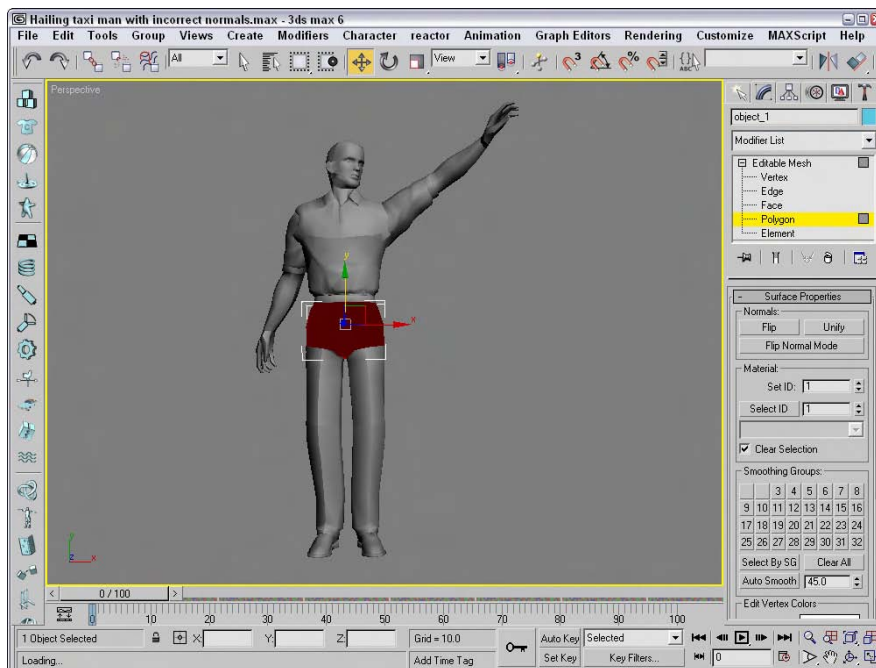 Hailing taxi man with incorrect normals.max - 3ds max 6
File Edit Tools Group Views Create Modifiers Character reactor Animation Graph Editors Rendering Customize MAXScript Help
All View
Perspective
object_1
Modifier List
Editable Mesh
Vertex
Edge
Face
Polygon
Element
- Surface Properties
Normals:
Flip Unify
Flip Normal Mode
Material:
Set ID: 1
Select ID 1
Clear Selection
Smoothing Groups:
3 4 5 6 7 8
9 10 11 12 13 14 15 16
17 18 19 20 21 22 23 24
25 26 27 28 29 30 31 32
Select By SG Clear All
Auto Smooth 45.0
Edit Vertex Colors
y
x
y
z x
< 0 / 100 >
0 10 20 30 40 50 60 70 80 90 100
1 Object Selected X: Y: Z: Grid = 10.0 Auto Key Selected
Loading... Add Time Tag Set Key Key Filters... 0